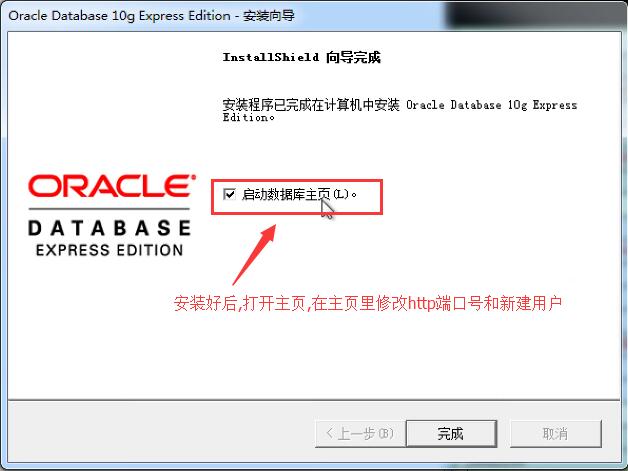 Oracle Database 10g Express Edition - 安装向导
InstallShield 向导完成
安装程序已完成在计算机中安装 Oracle Database 10g Express
Edition。
ORACLE®
DATABASE
EXPRESS EDITION
启动数据库主页(L)。
安装好后,打开主页,在主页里修改http端口号和新建用户
< 上一步(B)
完成
取消